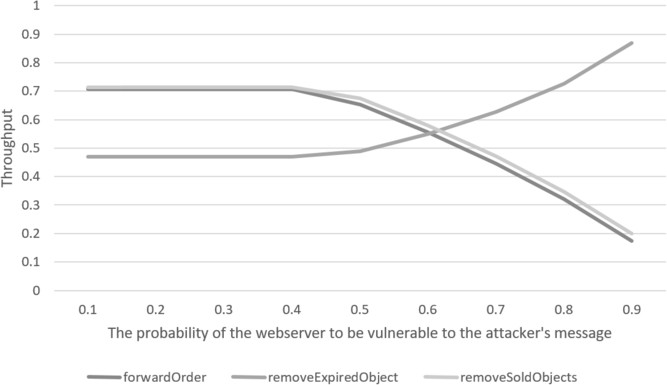 1
0.9
0.8
0.7
0.6
0.5
0.4
0.3
0.2
0.1
0
Throughput
0.1 0.2 0.3 0.4 0.5 0.6 0.7 0.8 0.9
The probability of the webserver to be vulnerable to the attacker's message
forwardOrder removeExpiredObject removeSoldObjects